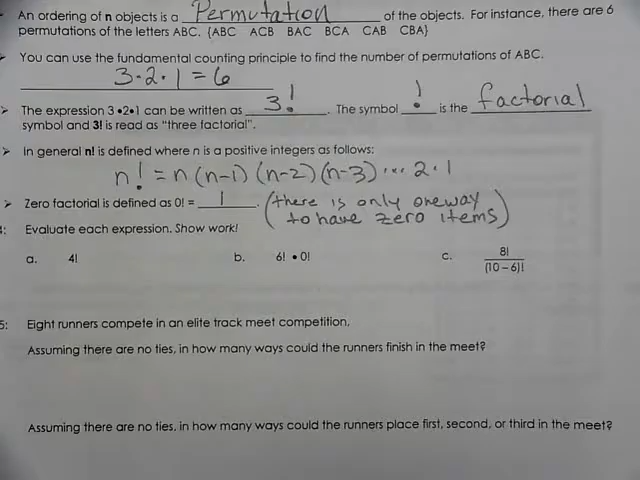 An ordering of n objects is a Permutation of the objects. For instance, there are 6
permutations of the letters ABC. {ABC ACB BAC BCA CAB CBA}
You can use the fundamental counting principle to find the number of permutations of ABC.
3·2·1 = 6
The expression 3•2•1 can be written as 3!. The symbol ! is the factorial
symbol and 3! is read as "three factorial".
In general n! is defined where n is a positive integers as follows:
n! = n(n-1)(n-2)(n-3)···2·1
Zero factorial is defined as 0! = 1. (there is only one way
to have zero items)
4: Evaluate each expression. Show work!
a. 4! b. 6! • 0! c. 8!/(10 – 6)!
5: Eight runners compete in an elite track meet competition.
Assuming there are no ties, in how many ways could the runners finish in the meet?
Assuming there are no ties, in how many ways could the runners place first, second, or third in the meet?